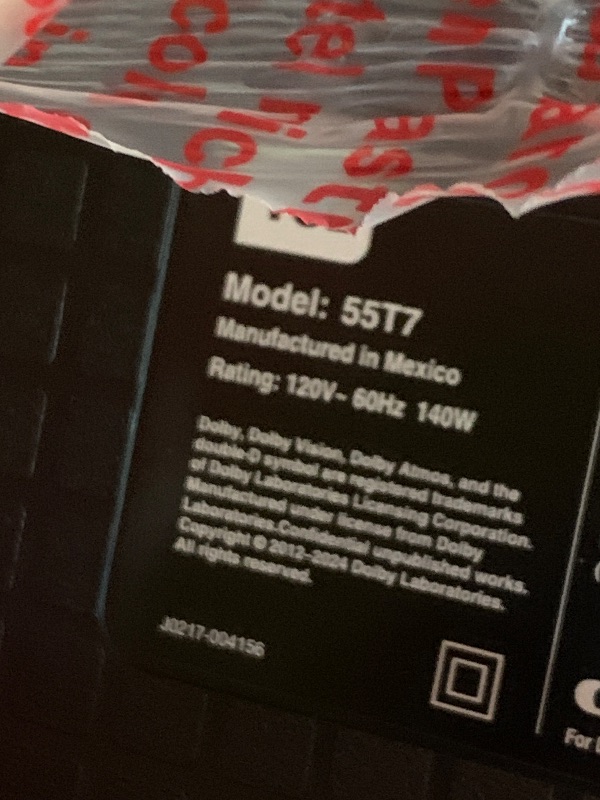 Model: 55T7
Manufactured in Mexico
Rating: 120V~ 60Hz 140W
Dolby, Dolby Vision, Dolby Atmos, and the
double-D symbol are registered trademarks
of Dolby Laboratories Licensing Corporation.
Manufactured under license from Dolby
Laboratories.Confidential unpublished works.
Copyright © 2012–2024 Dolby Laboratories.
All rights reserved.
J0217-004156
For